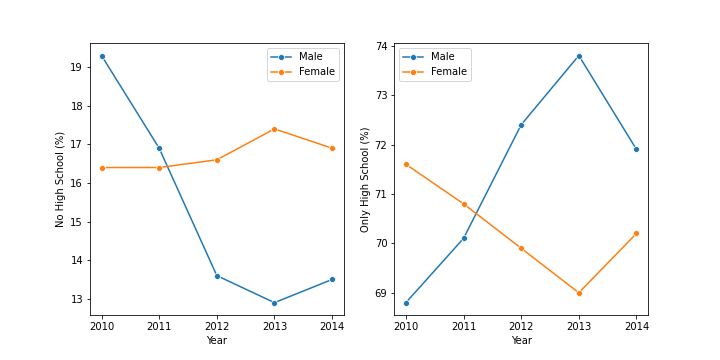 No High School (%)
19
18
17
16
15
14
13
Male
Female
2010 2011 2012 2013 2014
Year
Only High School (%)
74
73
72
71
70
69
Male
Female
2010 2011 2012 2013 2014
Year